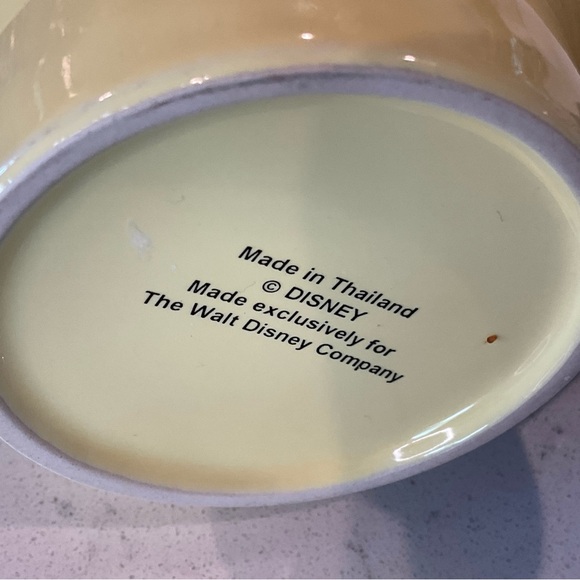 Made in Thailand
© DISNEY
Made exclusively for
The Walt Disney Company